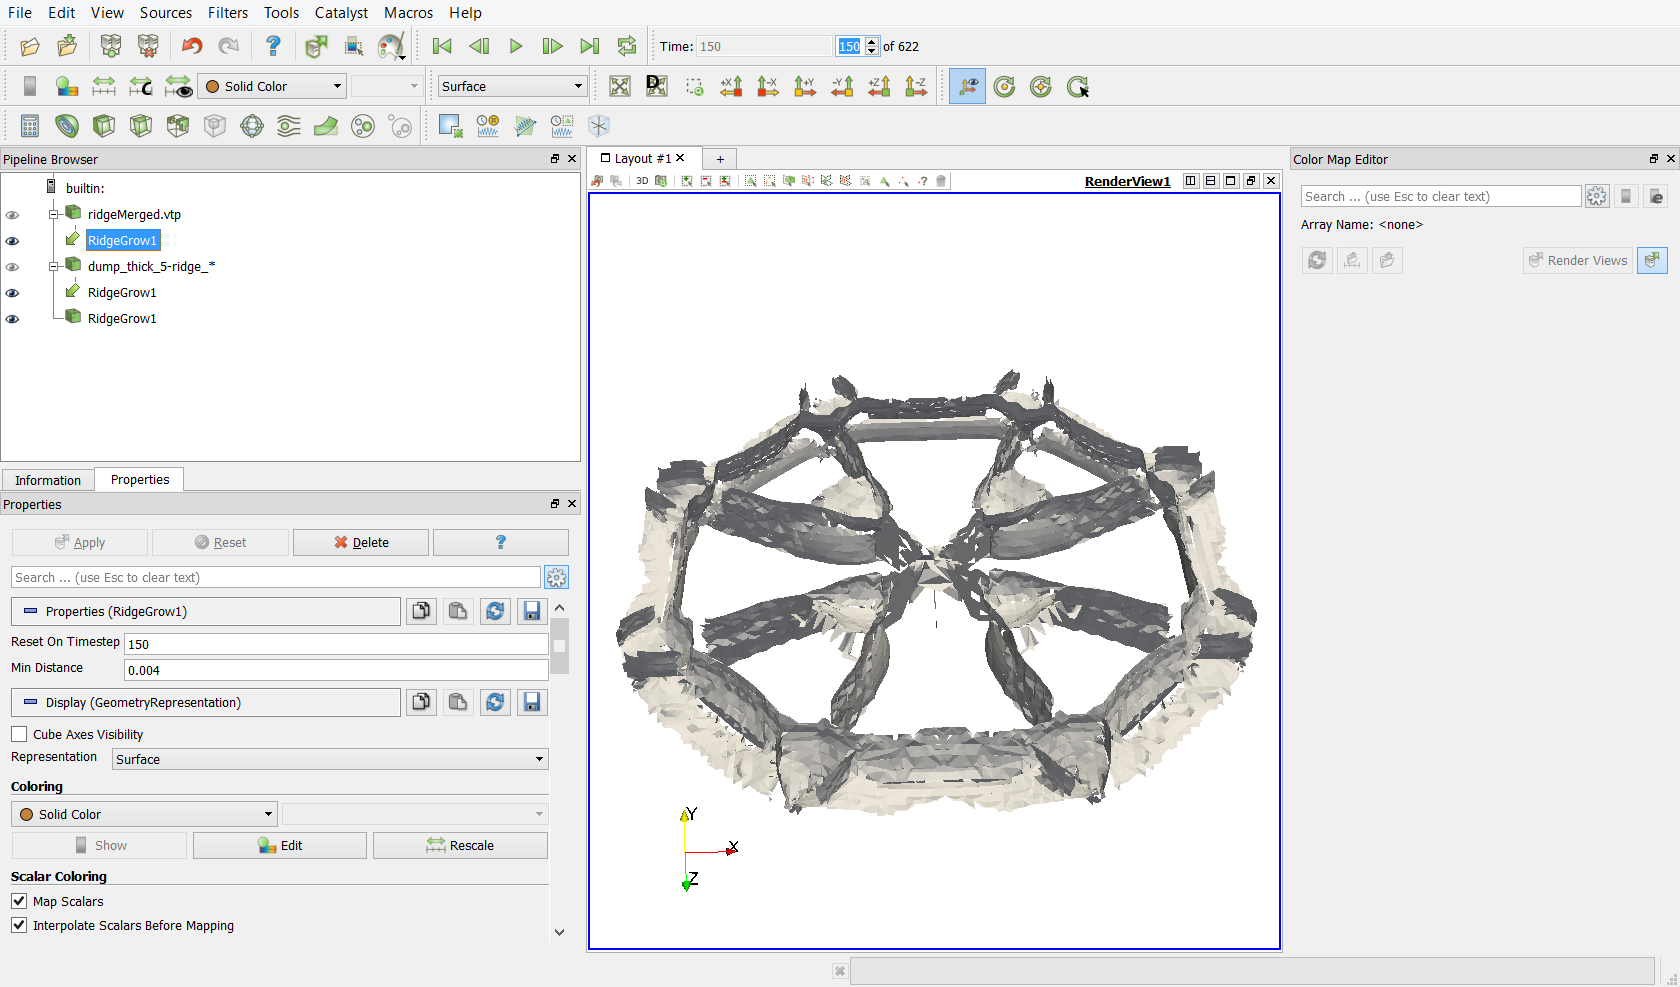 File Edit View Sources Filters Tools Catalyst Macros Help
Time: 150 150 of 622
Solid Color Surface +X -X +Y -Y +Z -Z
Pipeline Browser
builtin:
ridgeMerged.vtp
RidgeGrow1
dump_thick_5-ridge_*
RidgeGrow1
RidgeGrow1
Information Properties
Properties
Apply Reset Delete ?
Search ... (use Esc to clear text)
Properties (RidgeGrow1)
Reset On Timestep 150
Min Distance 0.004
Display (GeometryRepresentation)
Cube Axes Visibility
Representation Surface
Coloring
Solid Color
Show Edit Rescale
Scalar Coloring
Map Scalars
Interpolate Scalars Before Mapping
Layout #1 +
3D RenderView1
Y
X
Z
Color Map Editor
Search ... (use Esc to clear text)
Array Name: <none>
Render Views